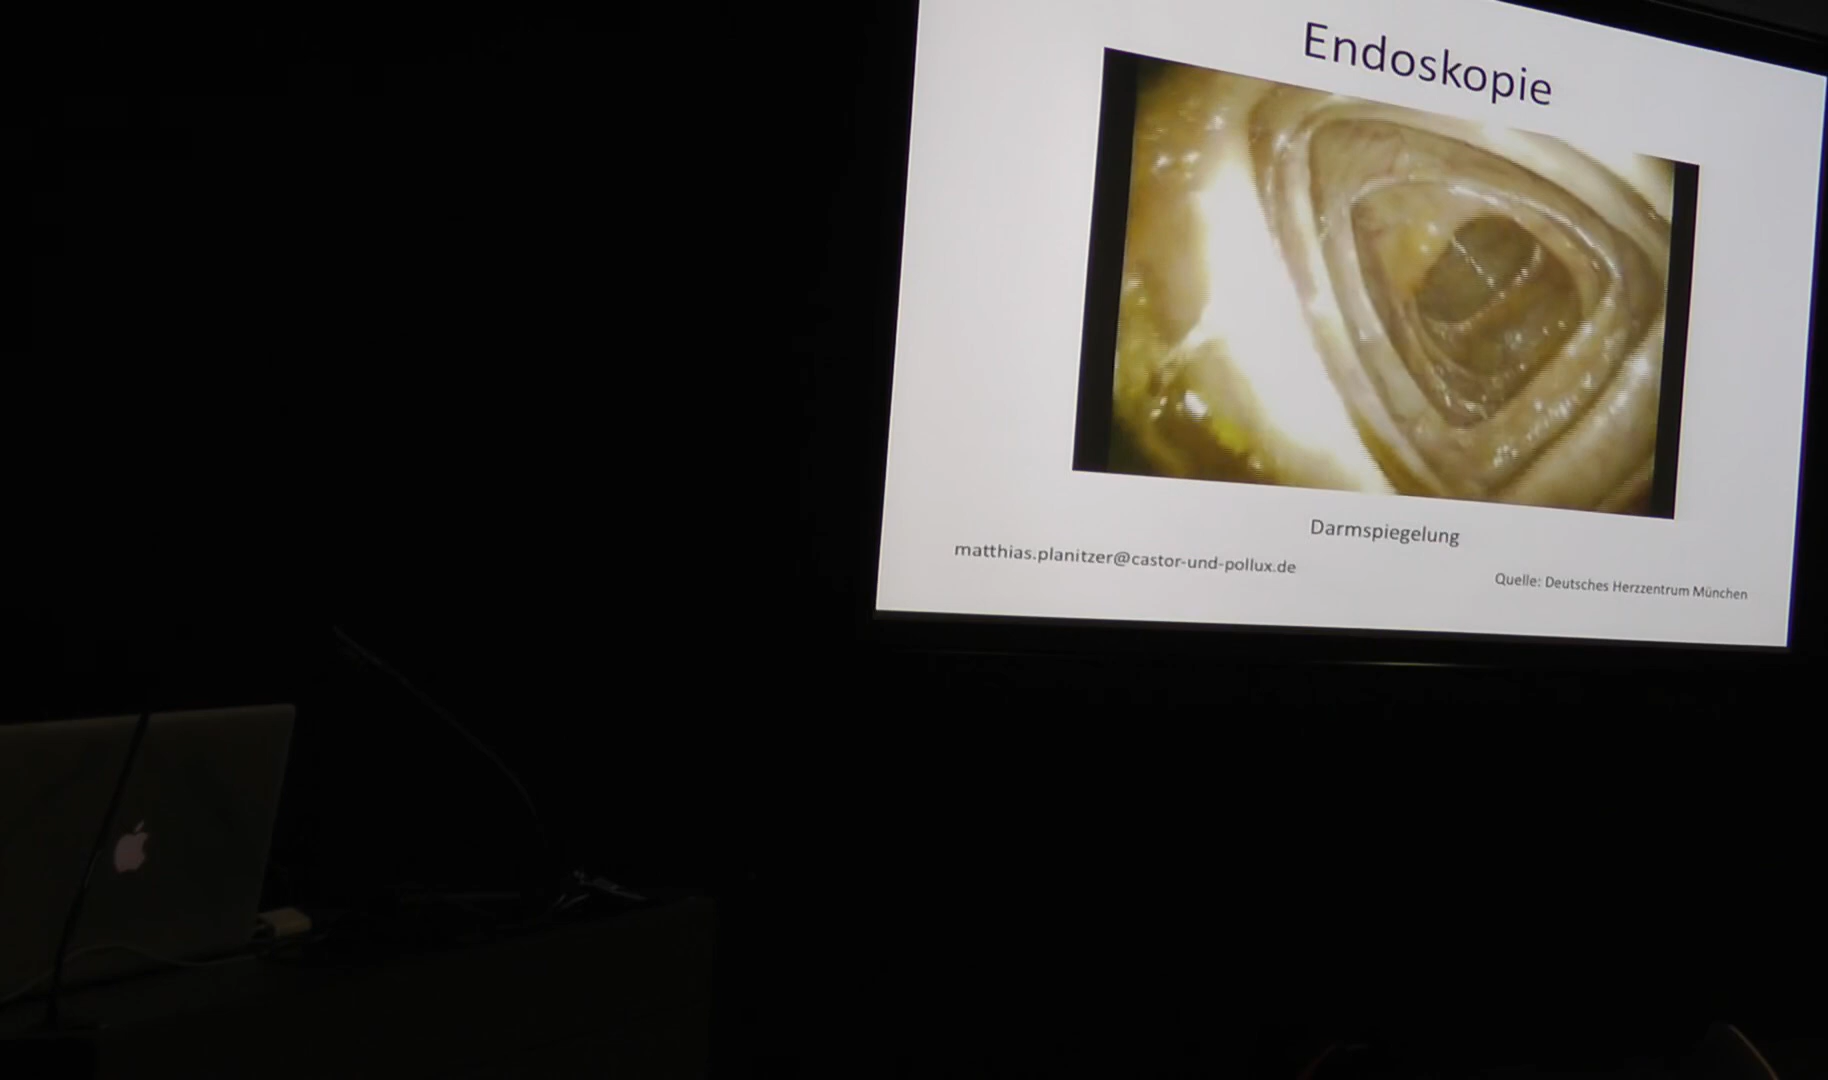 Endoskopie
Darmspiegelung
matthias.planitzer@castor-und-pollux.de
Quelle: Deutsches Herzzentrum München